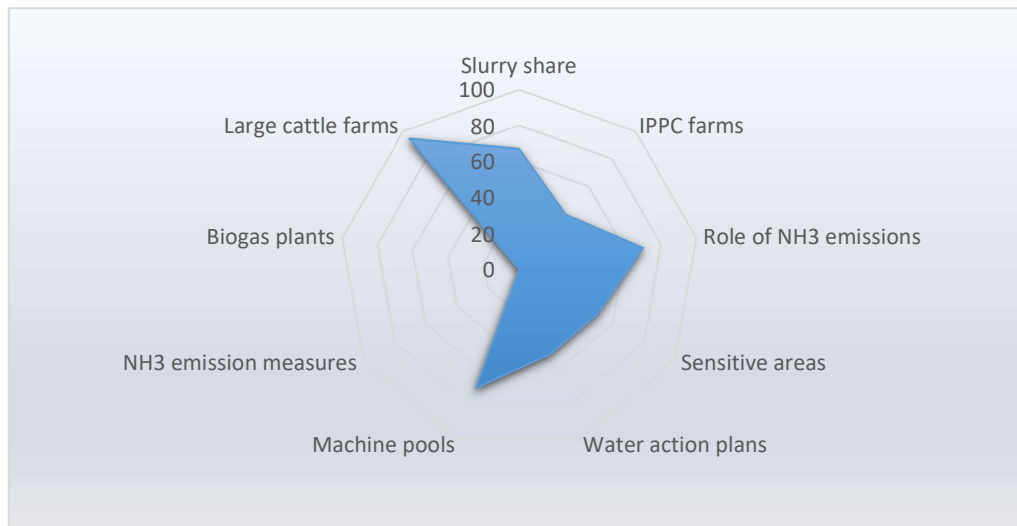 Slurry share
100
Large cattle farms
80
IPPC farms
60
40
Biogas plants
20
Role of NH3 emissions
0
NH3 emission measures
Sensitive areas
Machine pools
Water action plans